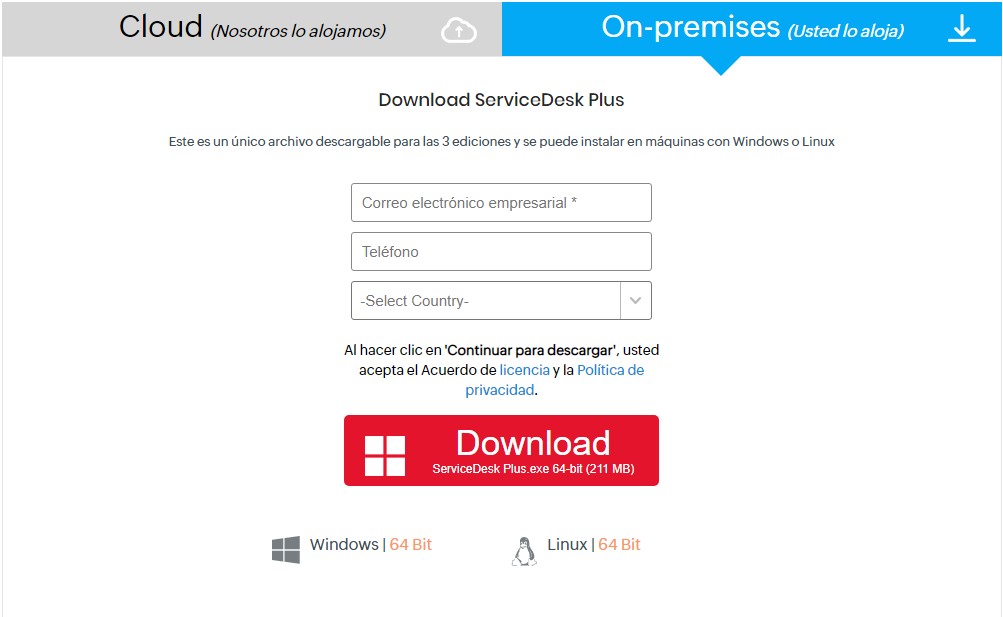 Cloud (Nosotros lo alojamos)
On-premises (Usted lo aloja)
Download ServiceDesk Plus
Este es un único archivo descargable para las 3 ediciones y se puede instalar en máquinas con Windows o Linux
Correo electrónico empresarial *
Teléfono
-Select Country-
Al hacer clic en 'Continuar para descargar', usted
acepta el Acuerdo de licencia y la Política de
privacidad.
Download
ServiceDesk Plus.exe 64-bit (211 MB)
Windows | 64 Bit
Linux | 64 Bit